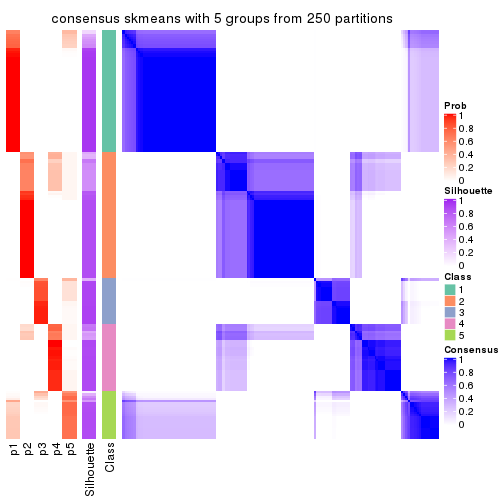 consensus skmeans with 5 groups from 250 partitions
Prob
1
0.8
0.6
0.4
0.2
0
Silhouette
1
0.8
0.6
0.4
0.2
0
Class
1
2
3
4
5
Consensus
1
0.8
0.6
0.4
0.2
0
p1
p2
p3
p4
p5
Silhouette
Class